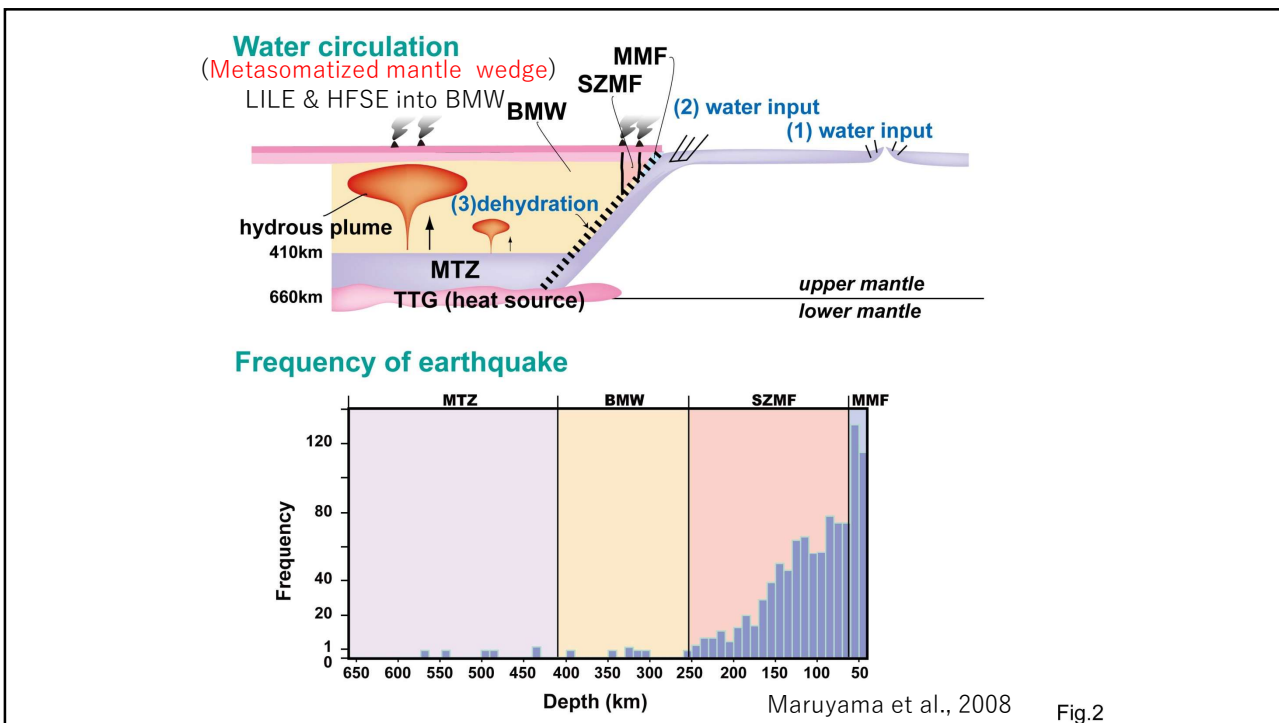 Water circulation
(Metasomatized mantle wedge)
LILE & HFSE into BMW
BMW
SZMF
MMF
(2) water input
(1) water input
(3)dehydration
hydrous plume
410km
MTZ
660km
TTG (heat source)
upper mantle
lower mantle
Frequency of earthquake
MTZ BMW SZMF MMF
Frequency
120
80
40
20
1
0
650 600 550 500 450 400 350 300 250 200 150 100 50
Depth (km)
Maruyama et al., 2008
Fig.2